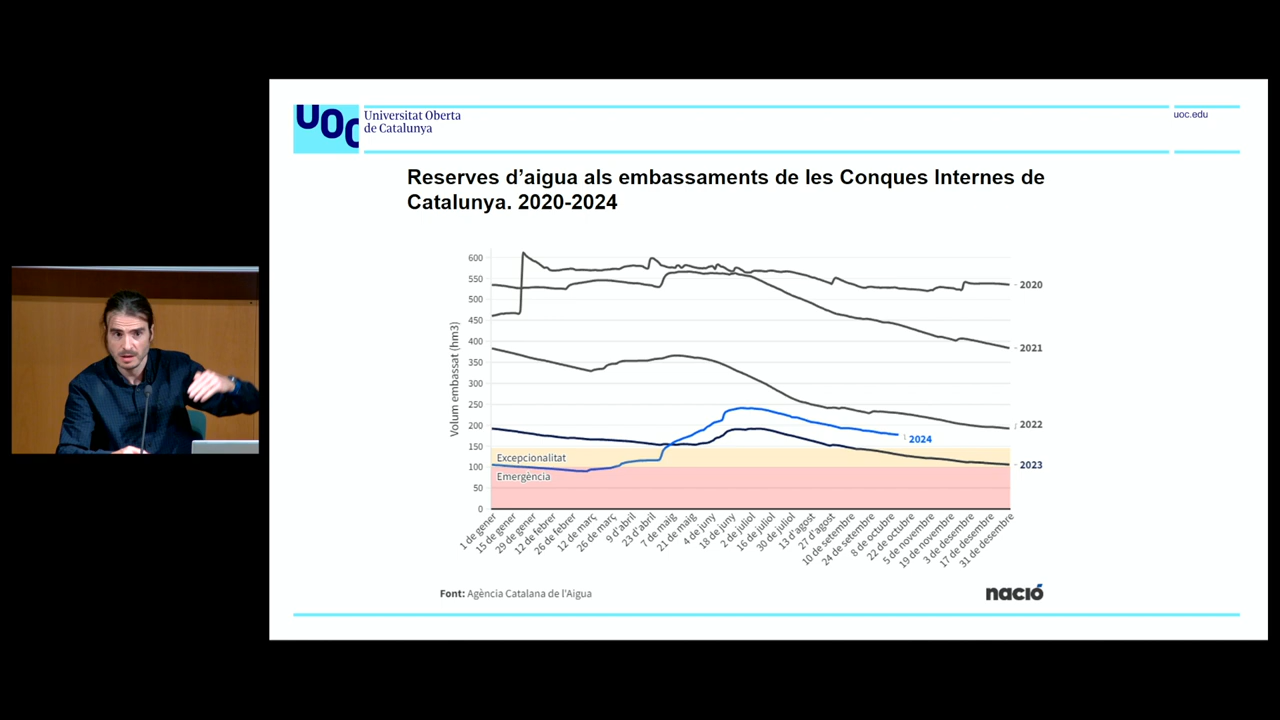 UOC
Universitat Oberta
de Catalunya
uoc.edu
Reserves d'aigua als embassaments de les Conques Internes de
Catalunya. 2020-2024
Volum embassat (hm3)
600
550
500
450
400
350
300
250
200
150
100
50
0
Excepcionalitat
Emergència
2020
2021
2022
2024
2023
1 de gener
15 de gener
29 de gener
12 de febrer
26 de febrer
12 de març
26 de març
9 d'abril
23 d'abril
7 de maig
21 de maig
4 de juny
18 de juny
2 de juliol
16 de juliol
30 de juliol
13 d'agost
27 d'agost
10 de setembre
24 de setembre
8 de octubre
22 de octubre
5 de novembre
19 de novembre
3 de desembre
17 de desembre
31 de desembre
Font: Agència Catalana de l'Aigua
nació